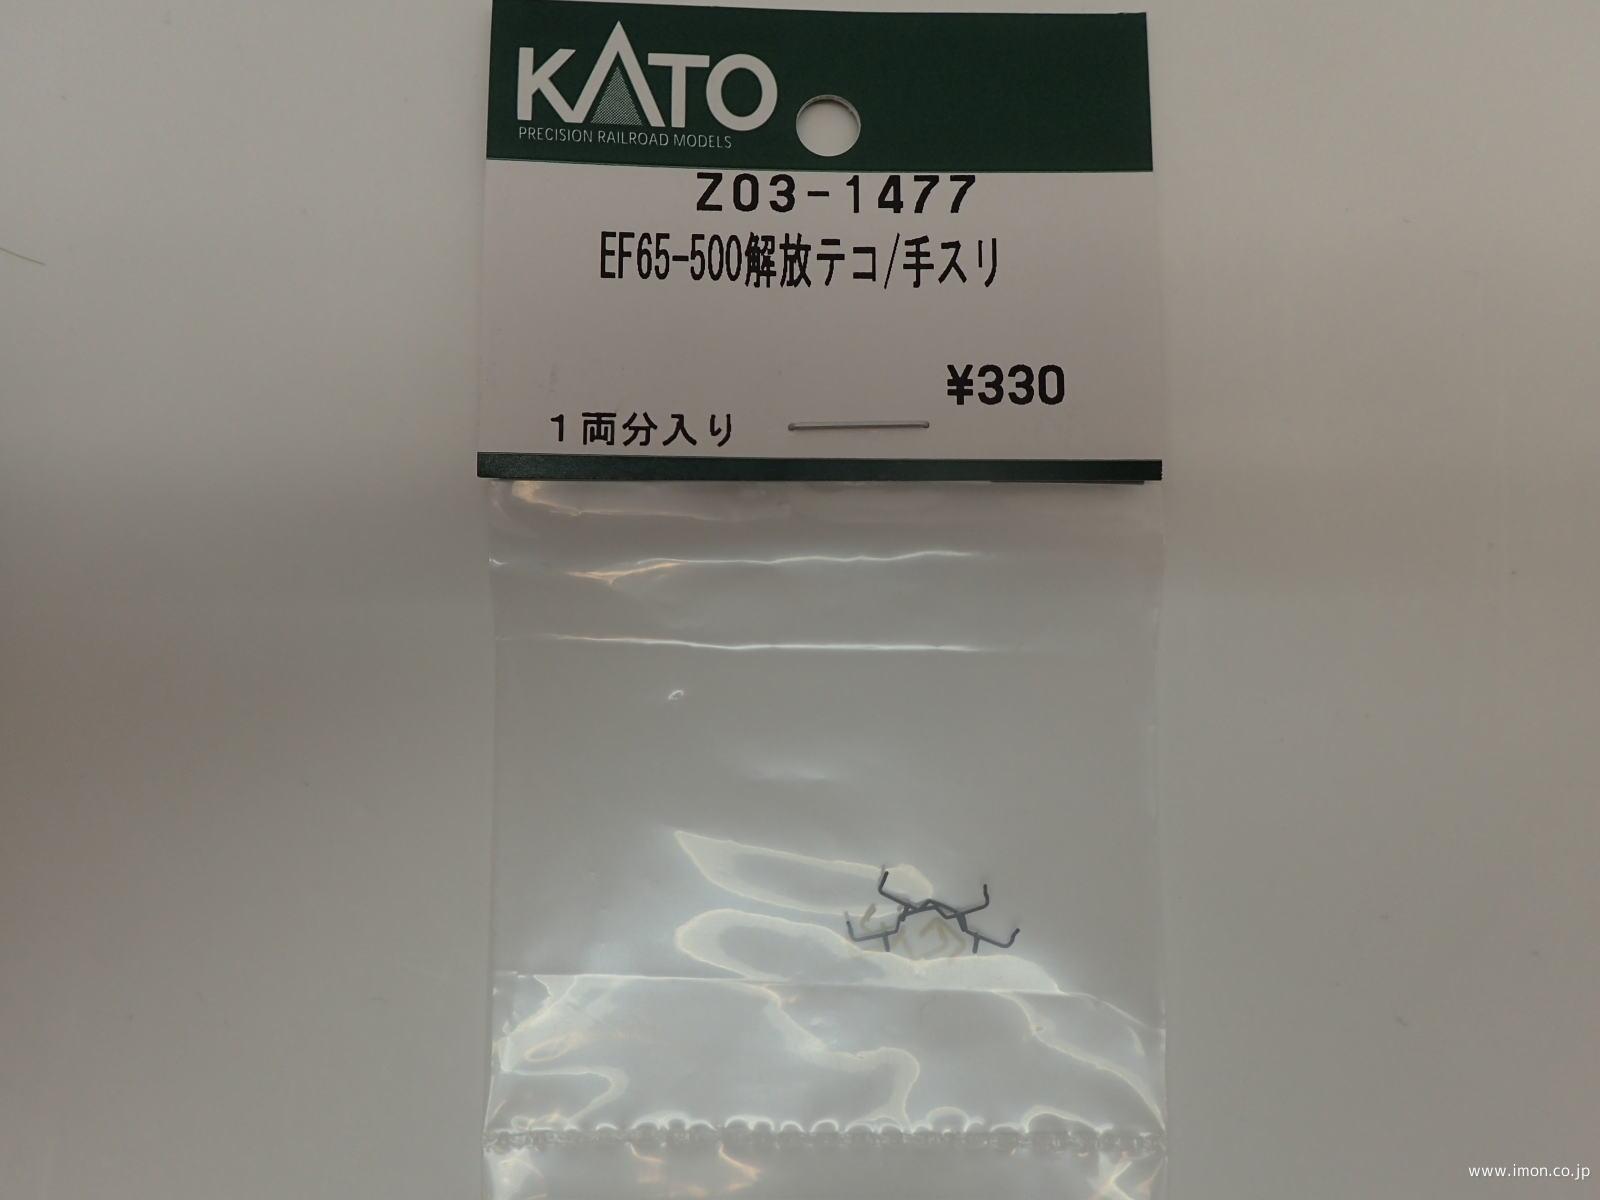 KATO
PRECISION RAILROAD MODELS
Z03-1477
EF65-500解放テコ/手スリ
¥330
1両分入り
www.imon.co.jp